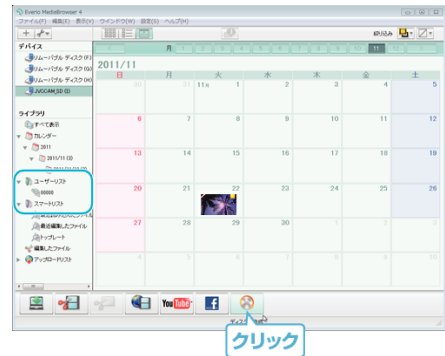 Everio MediaBrowser 4
ファイル(F) 編集(E) 表示(V) ウインドウ(W) 設定(S) ヘルプ(H)
デバイス
リムーバブル ディスク (F)
リムーバブル ディスク (G)
リムーバブル ディスク (H)
JVCCAM_SD (I)
ライブラリ
すべて表示
カレンダー
2011
2011/11 (3)
ユーザーリスト
00000
スマートリスト
最近編集したファイル
トップレート
編集したファイル
アップロードリスト
月 10 11
2011/11
日 月 火 水 木 金 土
30 31 11月 1 2 3 4 5
6 7 8 9 10 11 12
13 14 15 16 17 18 19
20 21 22 23 24 25 26
27 28 29 30 1 2 3
4 5 6 7 8 9 10
YouTube
f
クリック